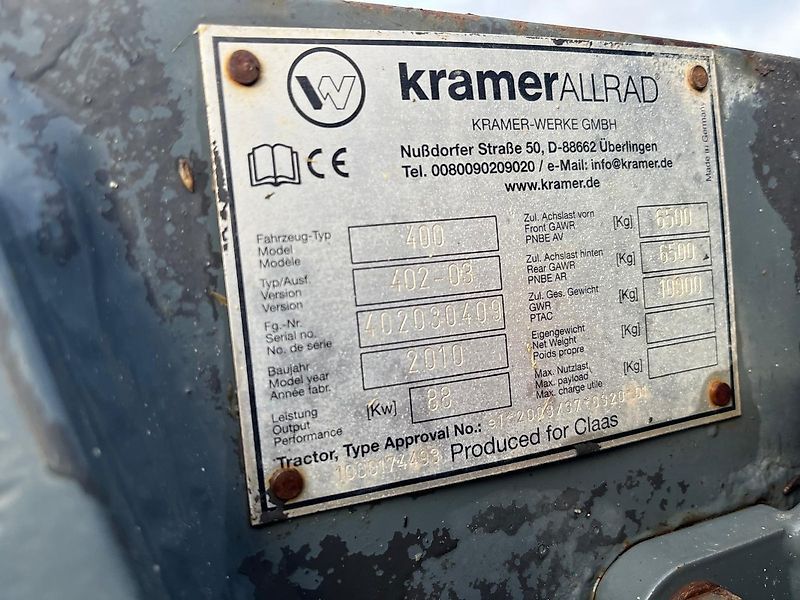 kramerALLRAD
KRAMER-WERKE GMBH
Nußdorfer Straße 50, D-88662 Überlingen
Tel. 0080090209020 / e-Mail: info@kramer.de
www.kramer.de
Made in Germany
CE
Fahrzeug-Typ
Model
Modèle
400
Typ/Ausf.
Version
Version
402-03
Fg.-Nr.
Serial no.
No. de série
402030409
Baujahr
Model year
Année fabr.
2010
Leistung
Output
Performance
[Kw] 88
Zul. Achslast vorn
Front GAWR
PNBE AV
[Kg] 6500
Zul. Achslast hinten
Rear GAWR
PNBE AR
[Kg] 6500
Zul. Ges. Gewicht
GWR
PTAC
[Kg]
Eigengewicht
Net Weight
Poids propre
[Kg]
Max. Nutzlast
Max. payload
Max. charge utile
[Kg]
Tractor, Type Approval No.:
Produced for Claas